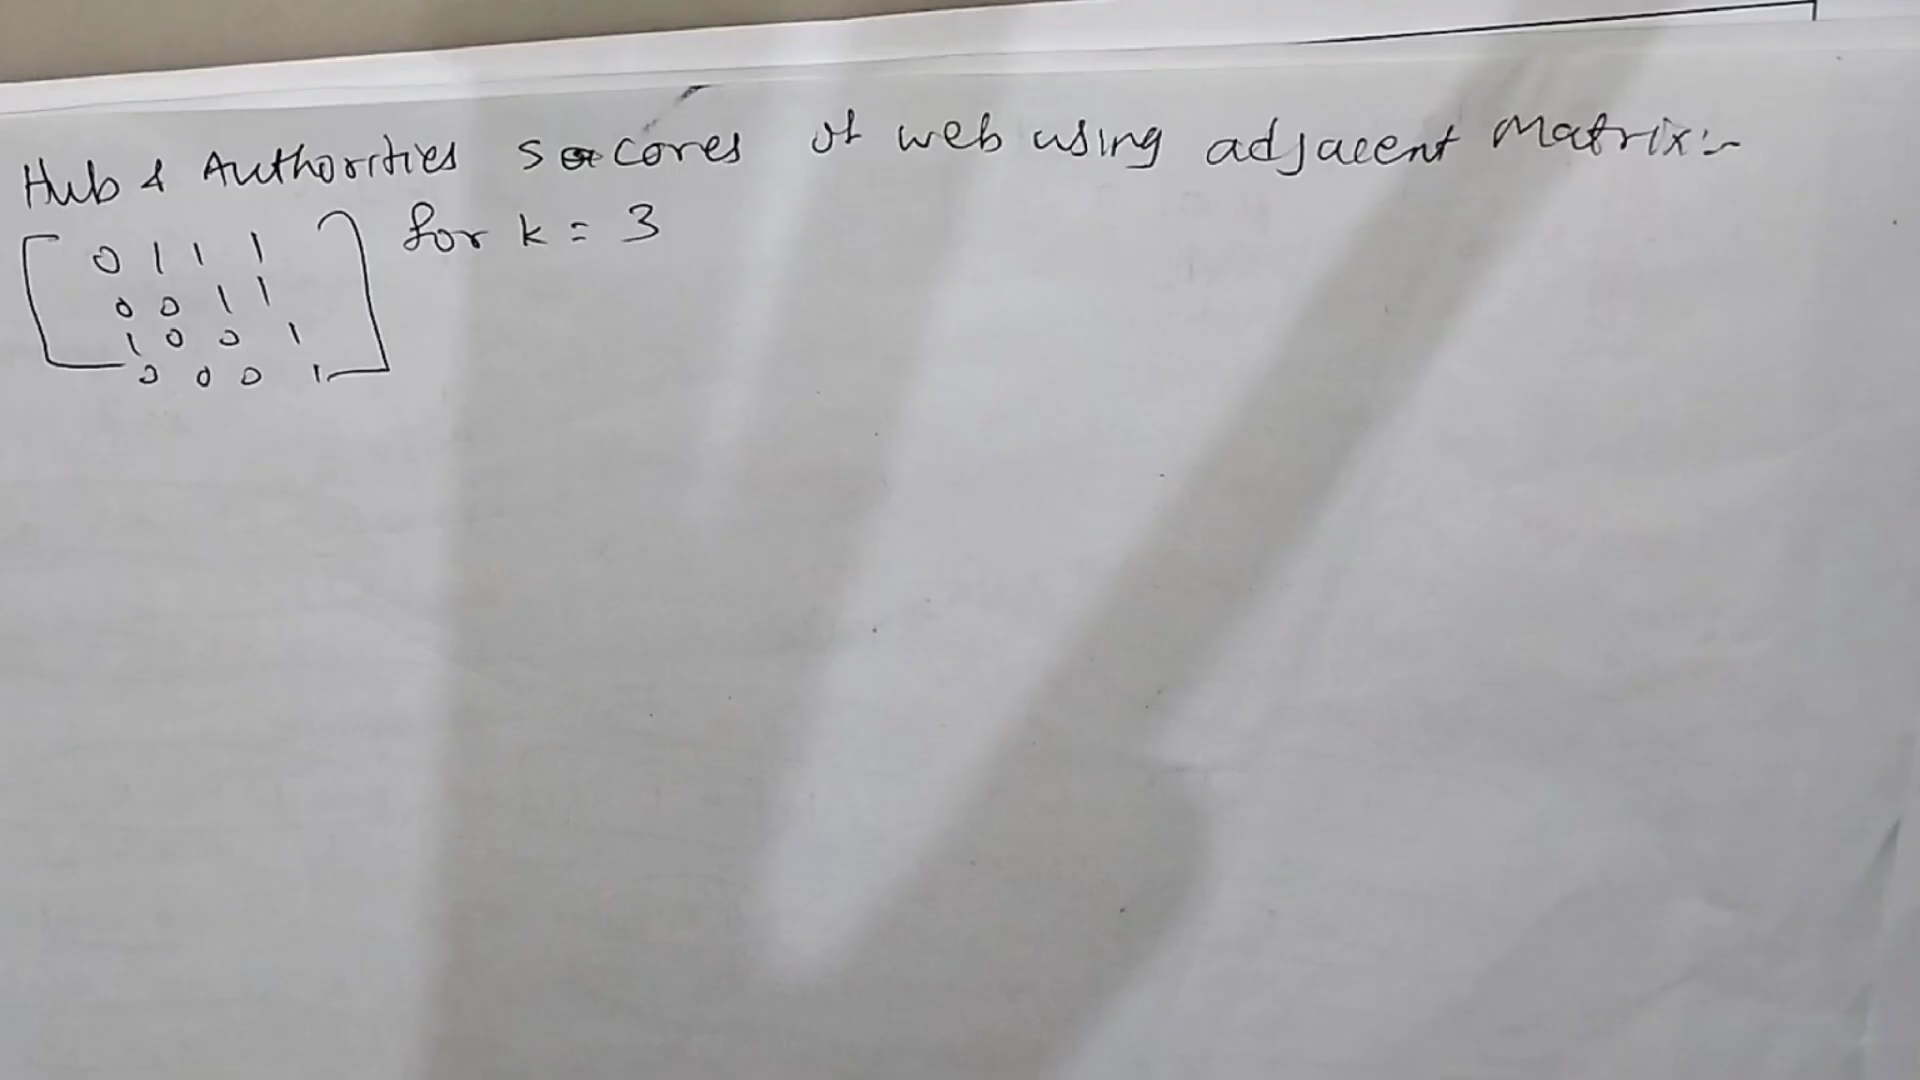 Hub & Authorities scores of web using adjacent Matrix:-
for k = 3
0 1 1 1
0 0 1 1
1 0 0 1
0 0 0 1